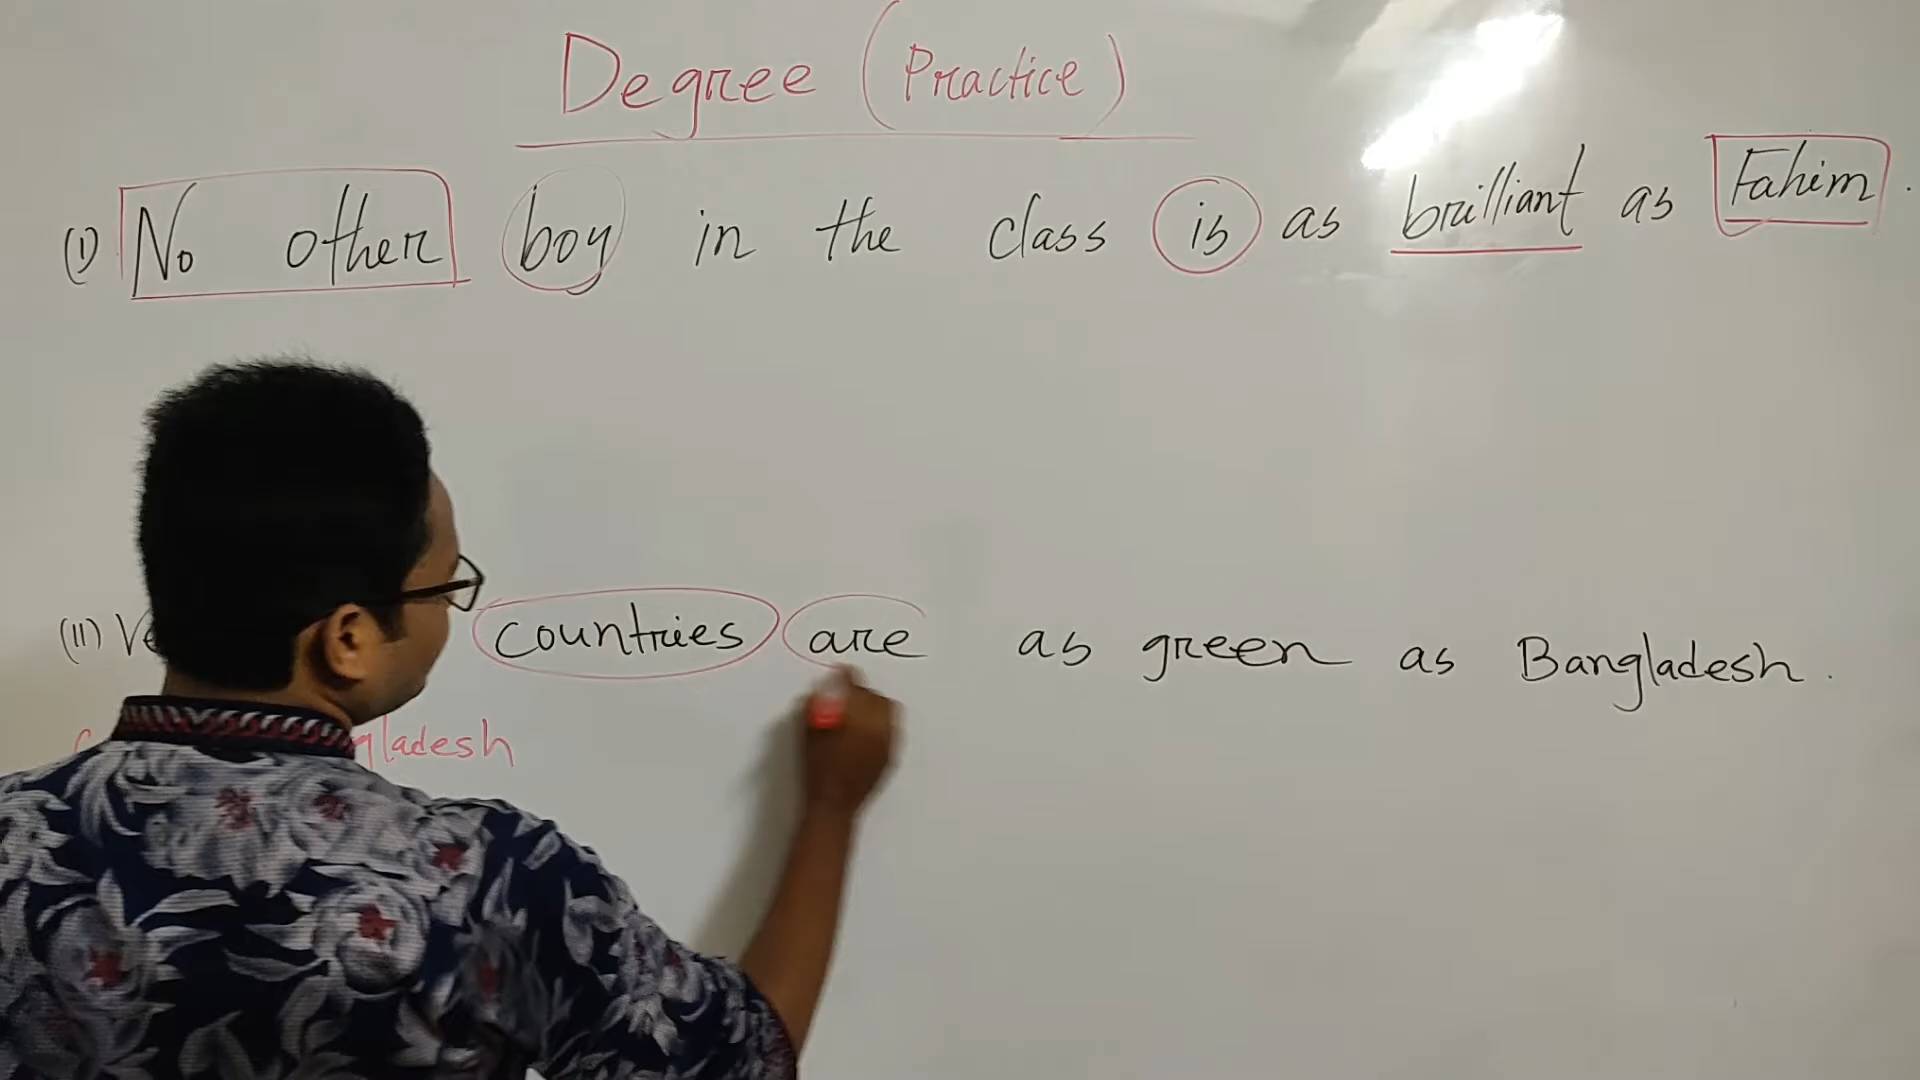 Degree (Practice)
(I) No other boy in the class is as brilliant as Fahim.
(II) countries are as green as Bangladesh.